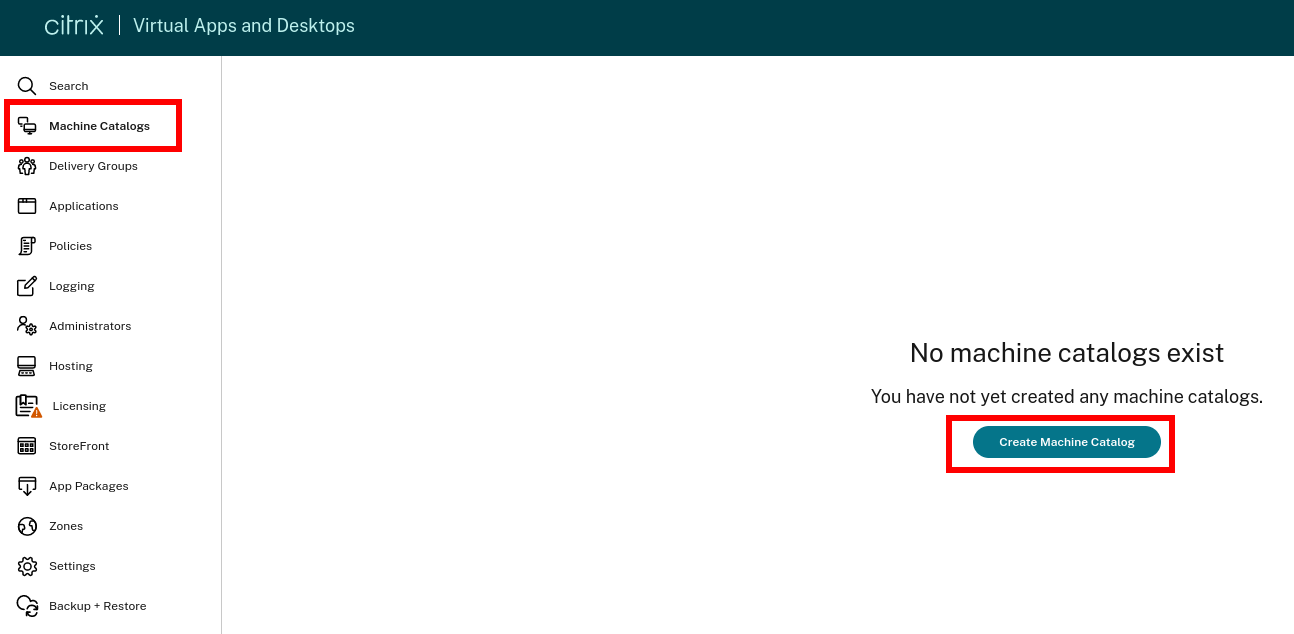 citrix | Virtual Apps and Desktops
Search
Machine Catalogs
Delivery Groups
Applications
Policies
Logging
Administrators
Hosting
Licensing
StoreFront
App Packages
Zones
Settings
Backup + Restore
No machine catalogs exist
You have not yet created any machine catalogs.
Create Machine Catalog